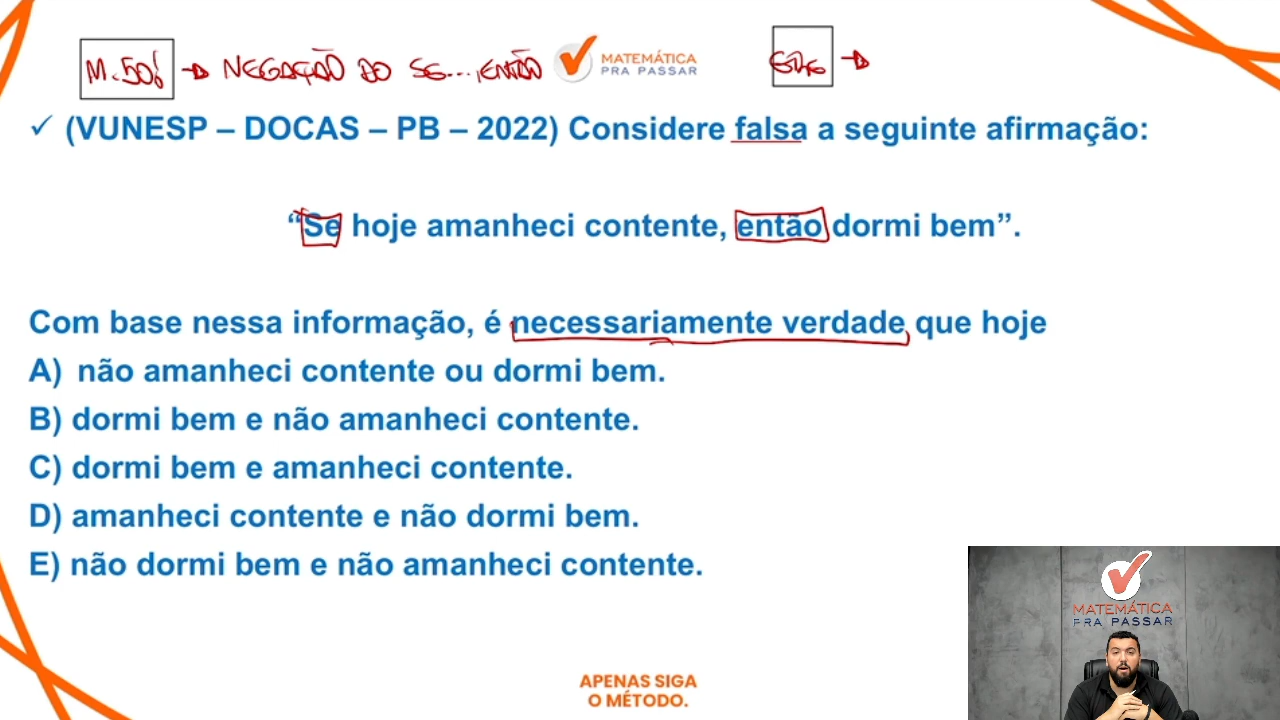 M.50! → NEGAÇÃO DO SE...,ENTÃO
MATEMÁTICA
PRA PASSAR
✓ (VUNESP – DOCAS – PB – 2022) Considere falsa a seguinte afirmação:
“Se hoje amanheci contente, então dormi bem”.
Com base nessa informação, é necessariamente verdade que hoje
A) não amanheci contente ou dormi bem.
B) dormi bem e não amanheci contente.
C) dormi bem e amanheci contente.
D) amanheci contente e não dormi bem.
E) não dormi bem e não amanheci contente.
MATEMÁTICA
PRA PASSAR
APENAS SIGA
O MÉTODO.